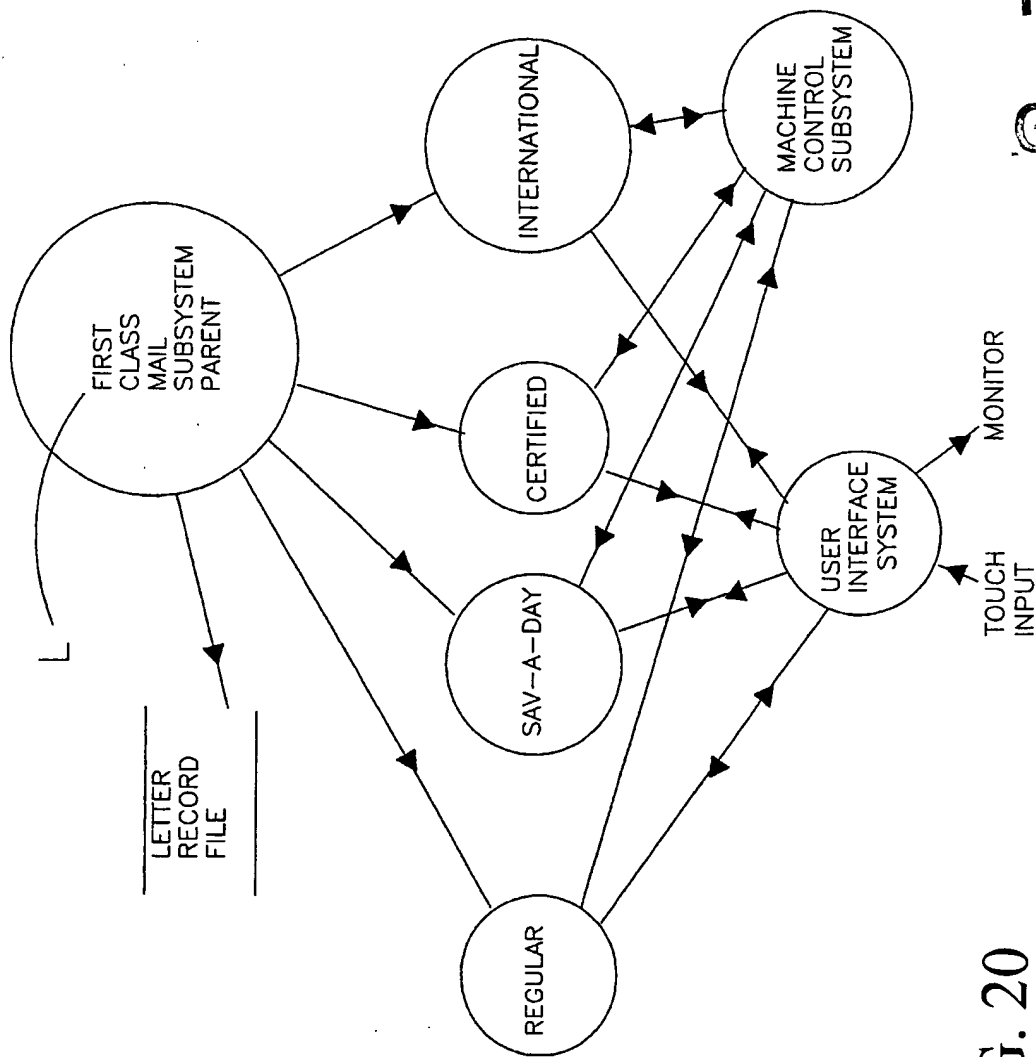 L
FIRST
CLASS
MAIL
SUBSYSTEM
PARENT
LETTER
RECORD
FILE
REGULAR
SAV-A-DAY
CERTIFIED
INTERNATIONAL
USER
INTERFACE
SYSTEM
MACHINE
CONTROL
SUBSYSTEM
TOUCH
INPUT
MONITOR
20